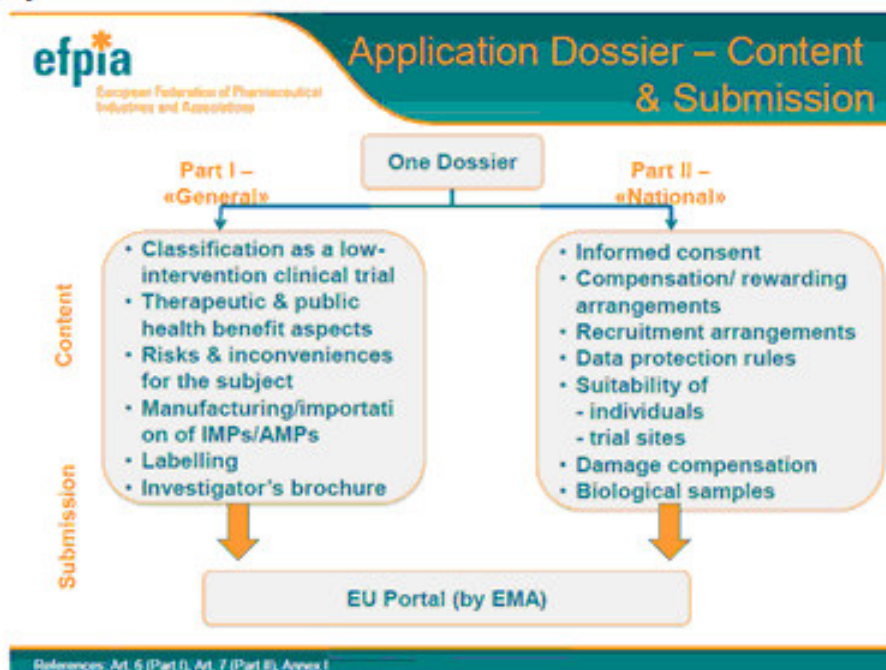 efpia
European Federation of Pharmaceutical
Industries and Associations
Application Dossier – Content
& Submission
One Dossier
Part I –
«General»
Part II –
«National»
Content
• Classification as a low-
intervention clinical trial
• Therapeutic & public
health benefit aspects
• Risks & inconveniences
for the subject
• Manufacturing/importati
on of IMPs/AMPs
• Labelling
• Investigator's brochure
• Informed consent
• Compensation/ rewarding
arrangements
• Recruitment arrangements
• Data protection rules
• Suitability of
- individuals
- trial sites
• Damage compensation
• Biological samples
Submission
EU Portal (by EMA)
References: Art. 6 (Part I), Art. 7 (Part II), Annex I